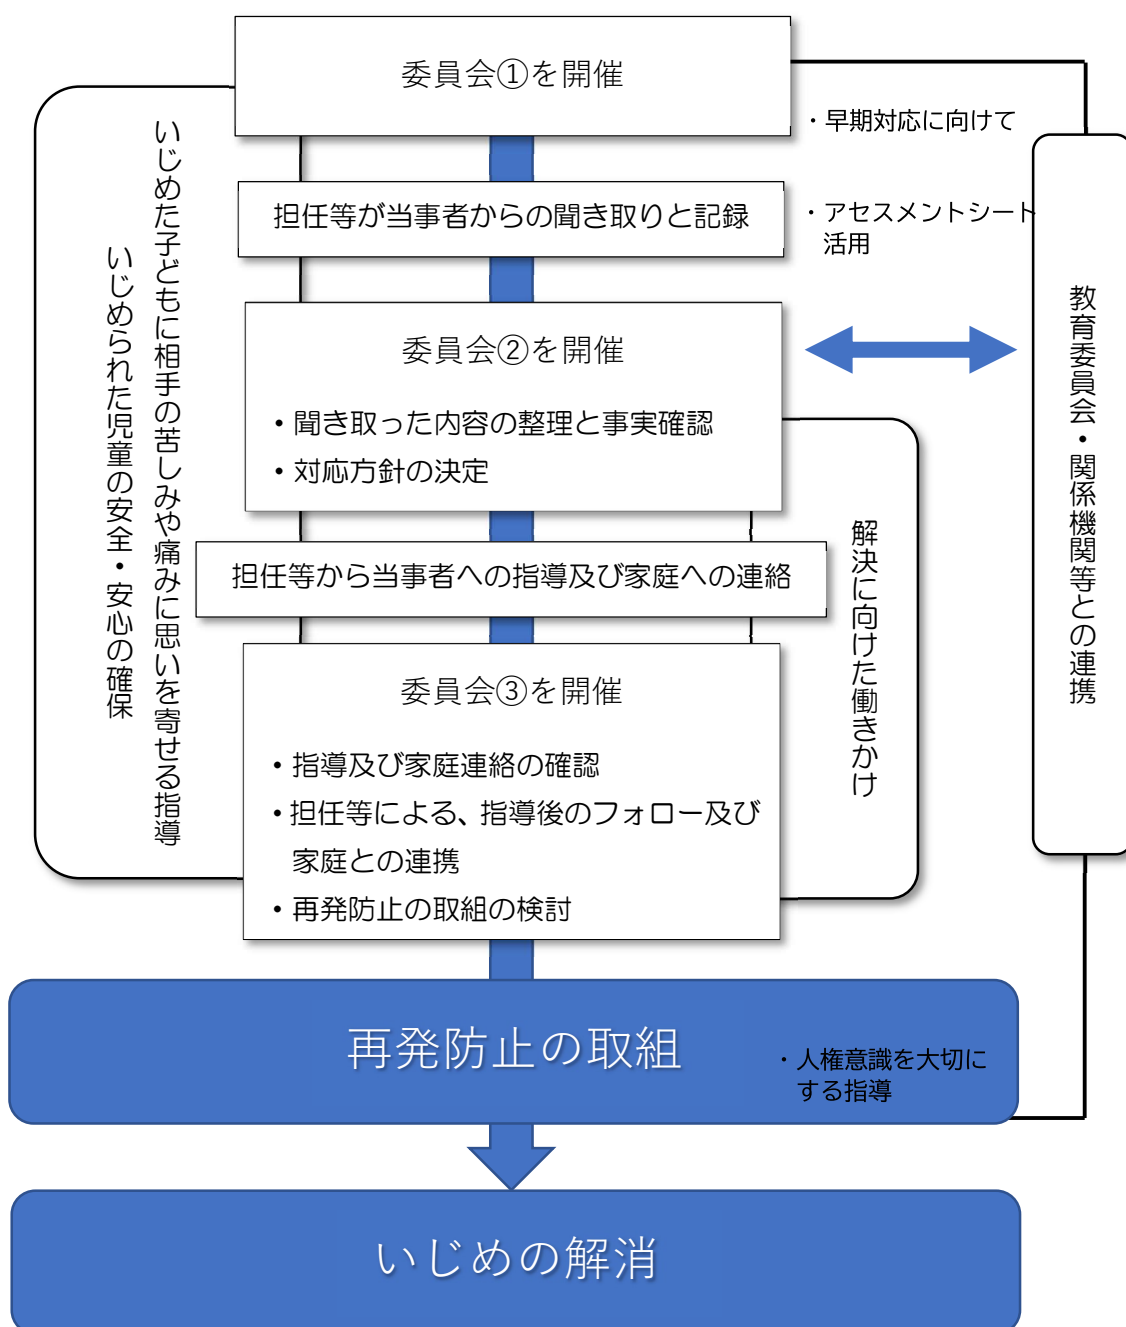 委員会①を開催
・早期対応に向けて
担任等が当事者からの聞き取りと記録
・アセスメントシート
活用
いじめた子どもに相手の苦しみや痛みに思いを寄せる指導
いじめられた児童の安全・安心の確保
委員会②を開催
・聞き取った内容の整理と事実確認
・対応方針の決定
教育委員会・関係機関等との連携
担任等から当事者への指導及び家庭への連絡
解決に向けた働きかけ
委員会③を開催
・指導及び家庭連絡の確認
・担任等による、指導後のフォロー及び
家庭との連携
・再発防止の取組の検討
再発防止の取組
・人権意識を大切に
する指導
いじめの解消